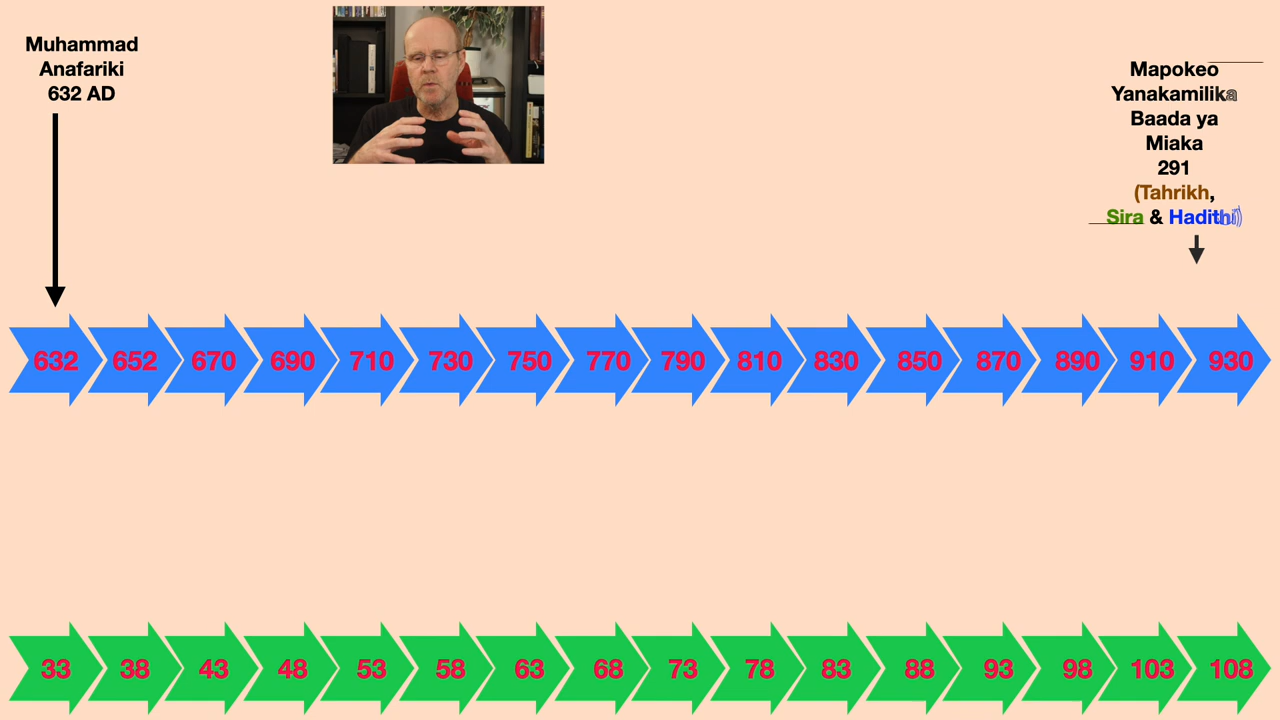 Muhammad
Anafariki
632 AD
Mapokeo
Yanakamilika
Baada ya
Miaka
291
(Tahrikh,
Sira & Hadithi)
632 652 670 690 710 730 750 770 790 810 830 850 870 890 910 930
33 38 43 48 53 58 63 68 73 78 83 88 93 98 103 108